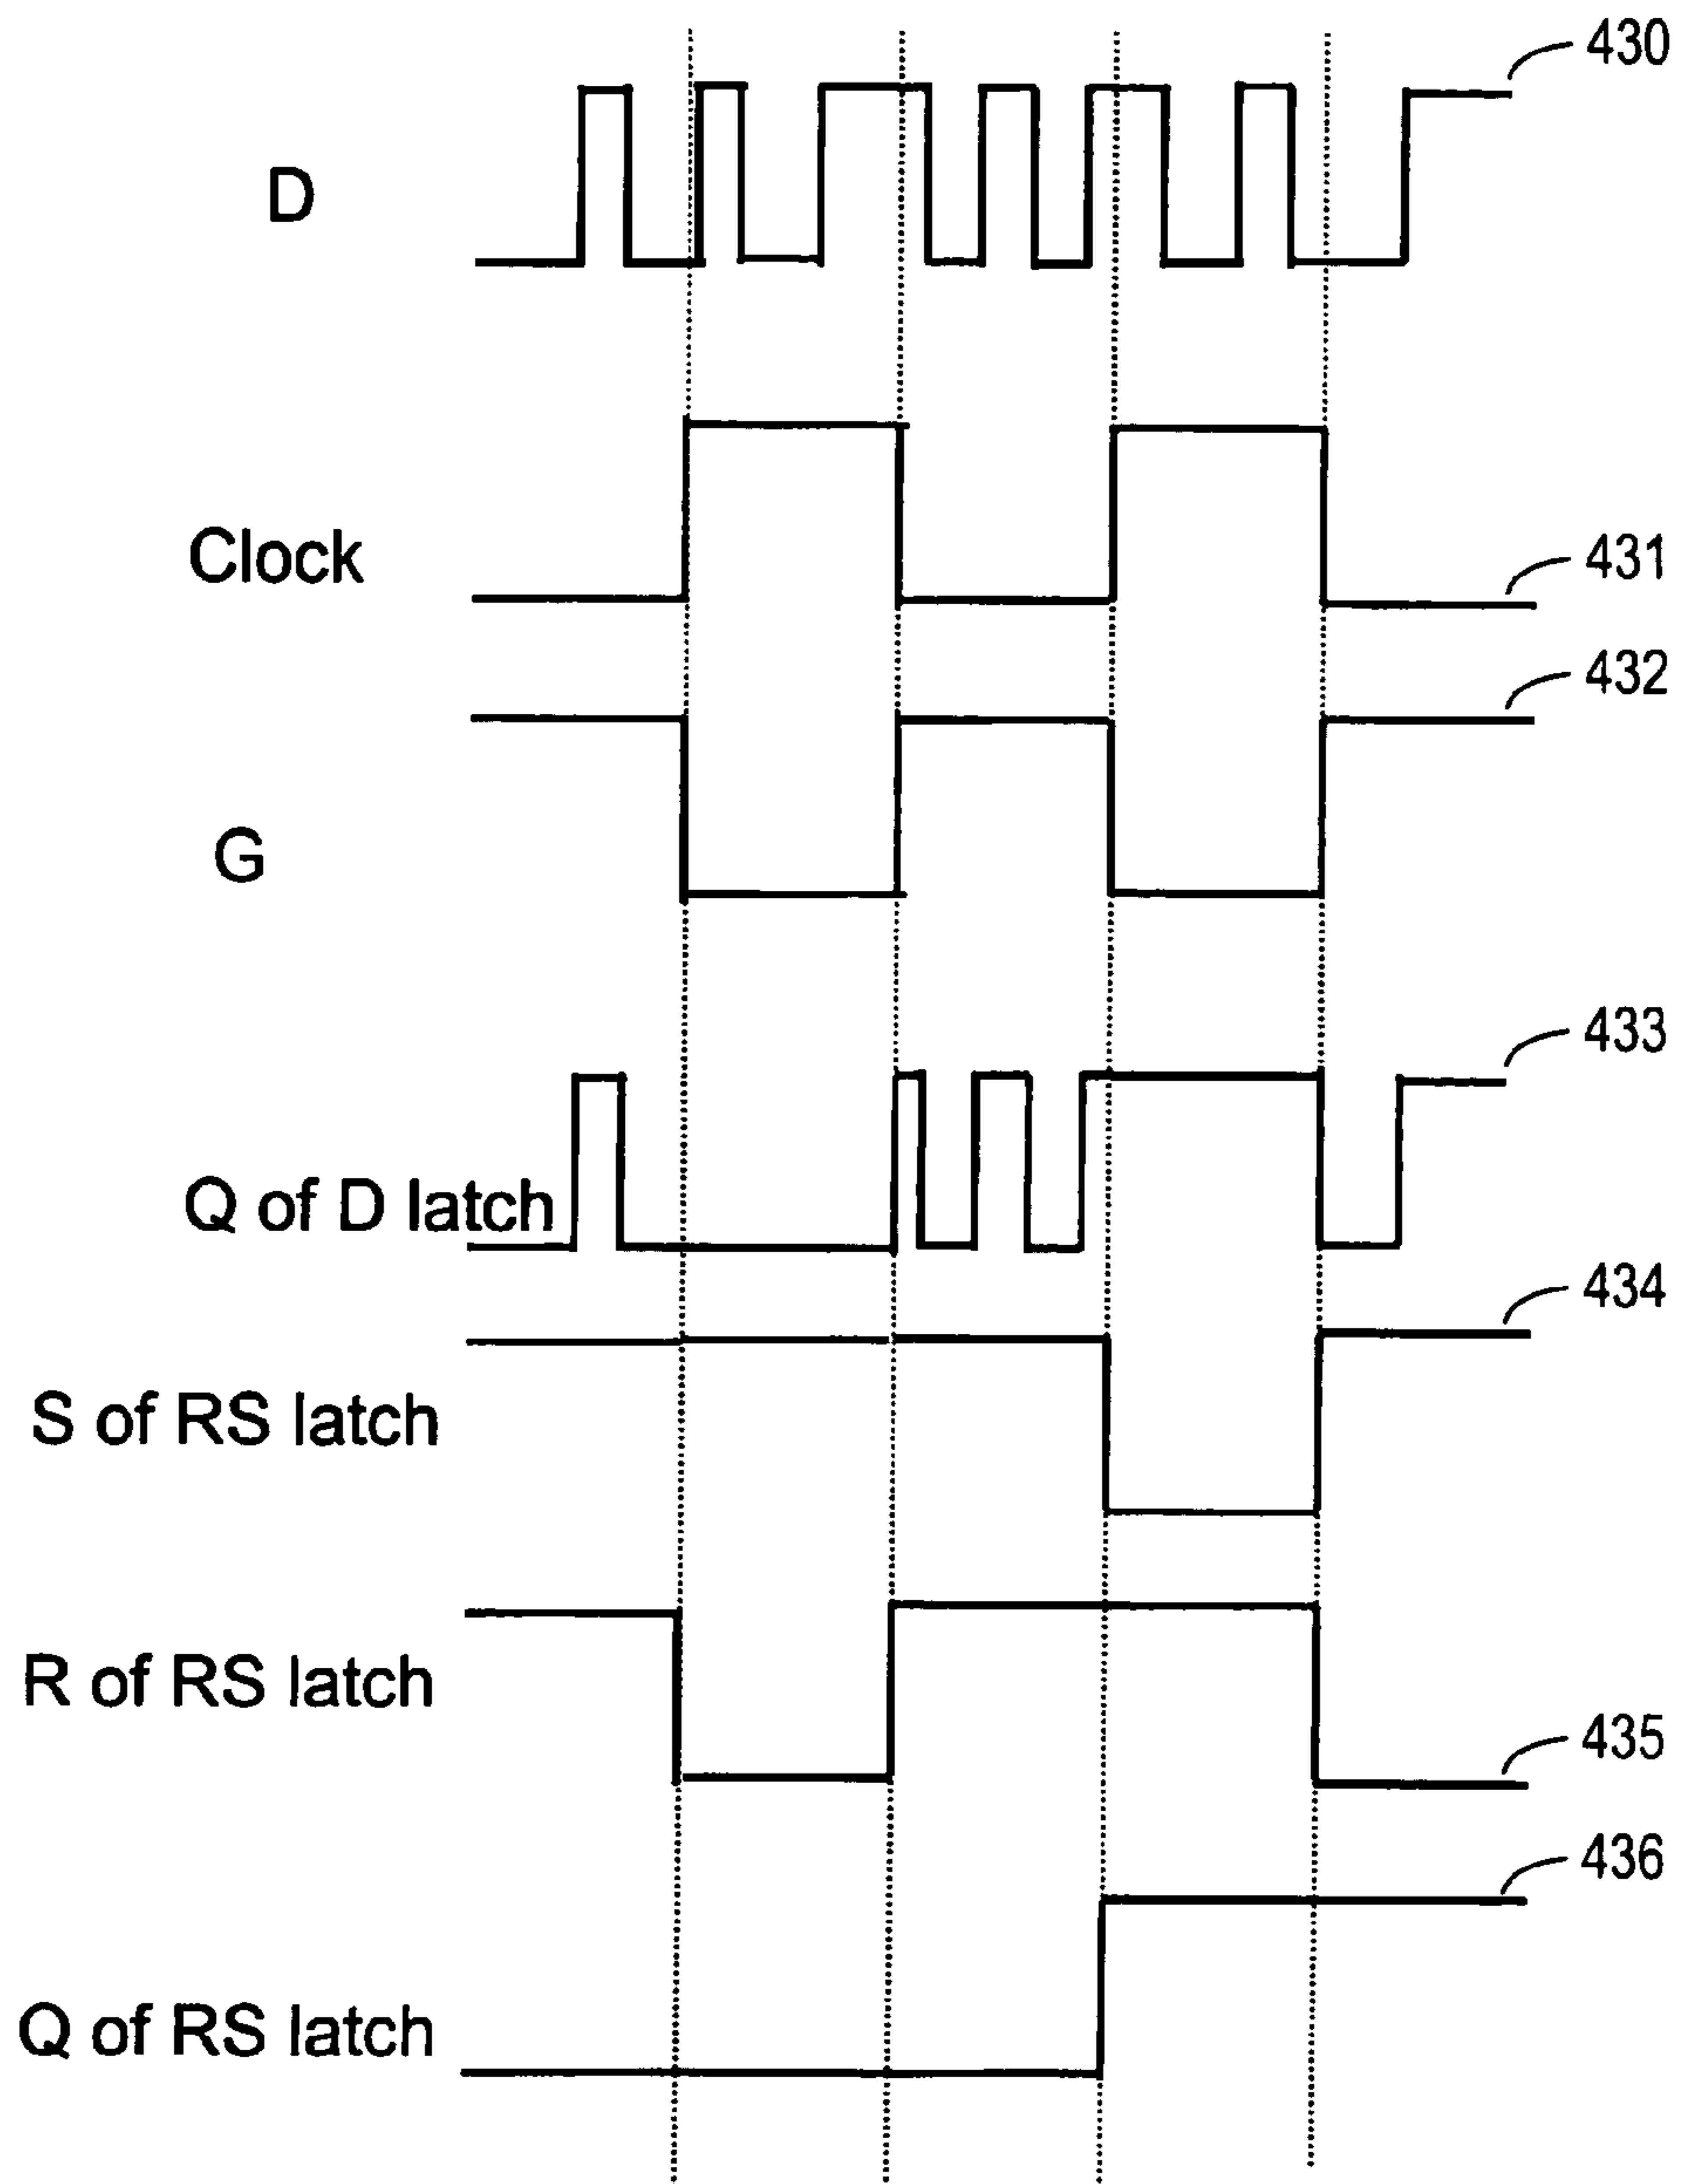 430
D
Clock
431
432
G
433
Q of D latch
434
S of RS latch
R of RS latch
435
436
Q of RS latch